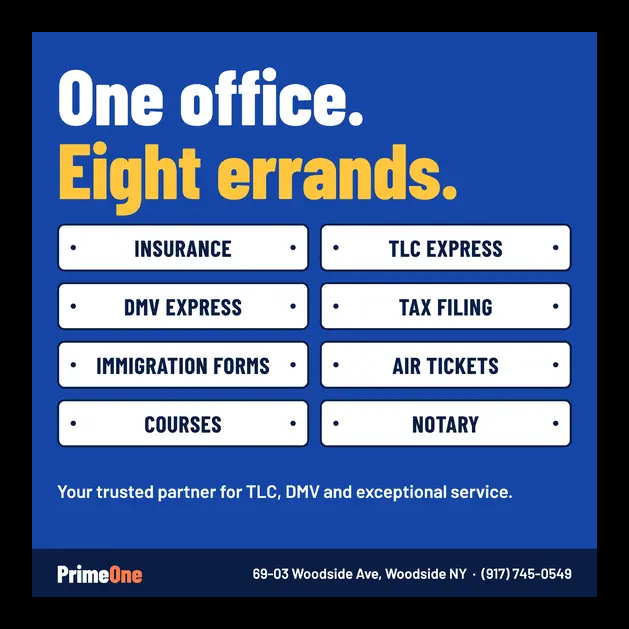 One office.
Eight errands.
INSURANCE
TLC EXPRESS
DMV EXPRESS
TAX FILING
IMMIGRATION FORMS
AIR TICKETS
COURSES
NOTARY
Your trusted partner for TLC, DMV and exceptional service.
PrimeOne
69-03 Woodside Ave, Woodside NY · (917) 745-0549